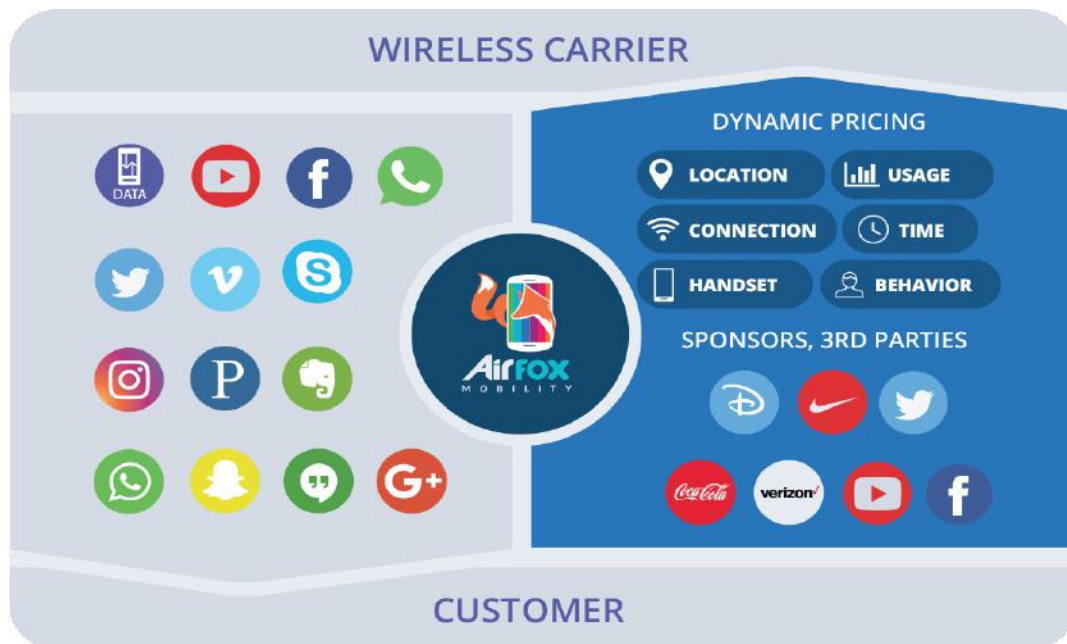 WIRELESS CARRIER
DATA
f
f
P
G+
DYNAMIC PRICING
LOCATION
USAGE
CONNECTION
TIME
HANDSET
BEHAVIOR
SPONSORS, 3RD PARTIES
Coca-Cola
verizon
f
AirFOX
MOBILITY
CUSTOMER